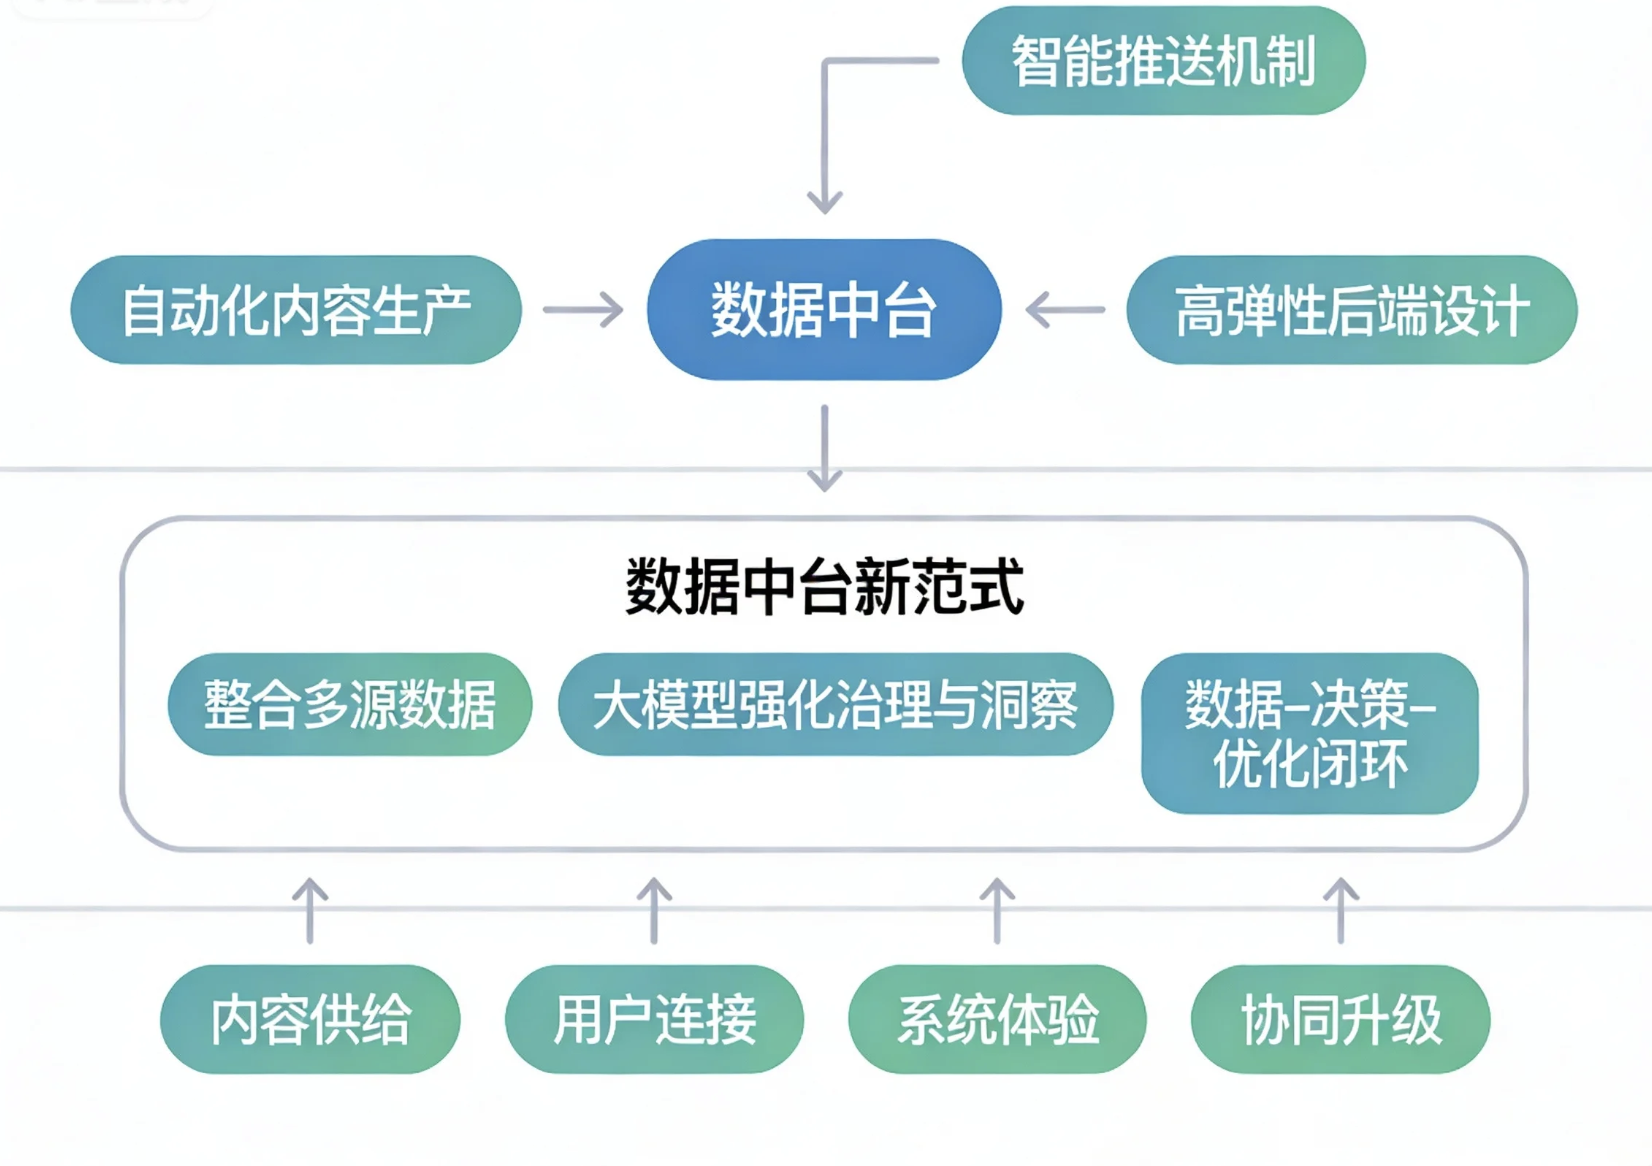 智能推送机制
自动化内容生产
数据中台
高弹性后端设计
数据中台新范式
整合多源数据
大模型强化治理与洞察
数据–决策–
优化闭环
内容供给
用户连接
系统体验
协同升级